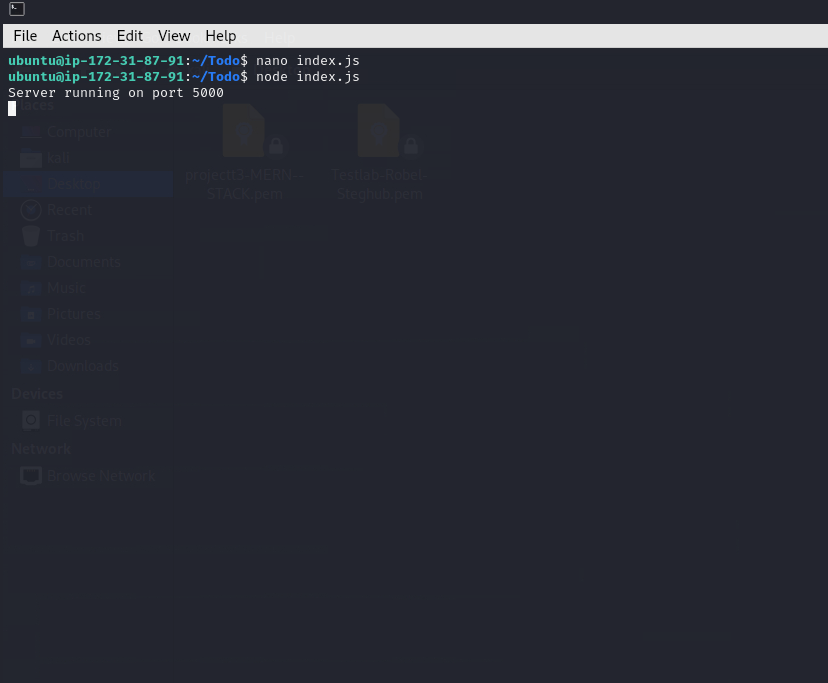 File Actions Edit View Help
ubuntu@ip-172-31-87-91:~/Todo$ nano index.js
ubuntu@ip-172-31-87-91:~/Todo$ node index.js
Server running on port 5000
Places
Computer
kali
Desktop
Recent
Trash
Documents
Music
Pictures
Videos
Downloads
Devices
File System
Network
Browse Network
projectt3-MERN-
STACK.pem
Testlab-Robel-
Steghub.pem